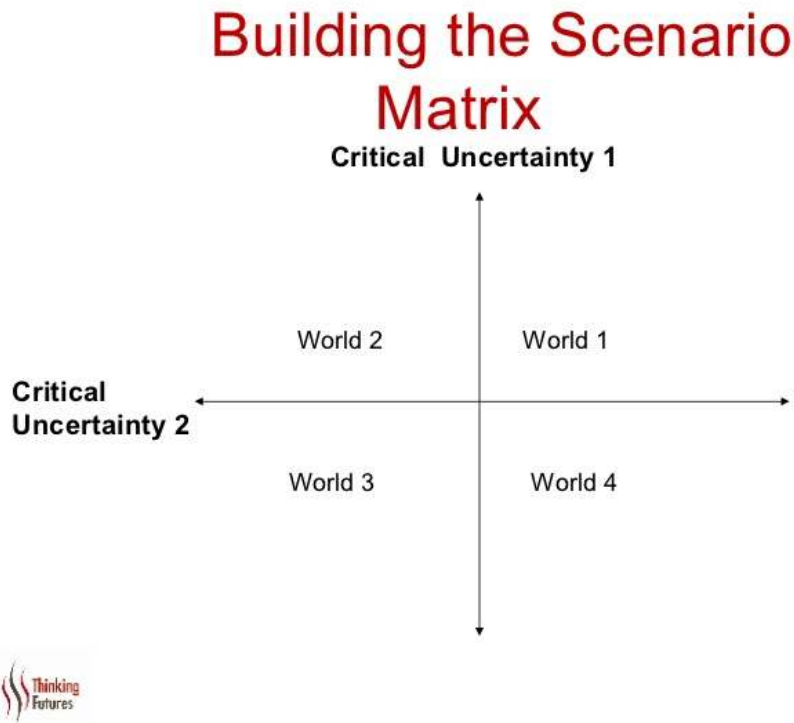 Building the Scenario
Matrix
Critical Uncertainty 1
World 2 World 1
Critical
Uncertainty 2
World 3 World 4
Thinking
Futures